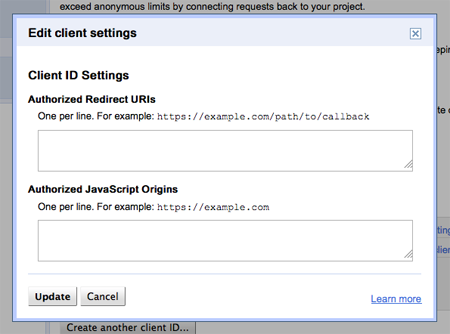 exceed anonymous limits by connecting requests back to your project.
Edit client settings
Client ID Settings
Authorized Redirect URIs
One per line. For example: https://example.com/path/to/callback
Authorized JavaScript Origins
One per line. For example: https://example.com
Update Cancel Learn more
Create another client ID...